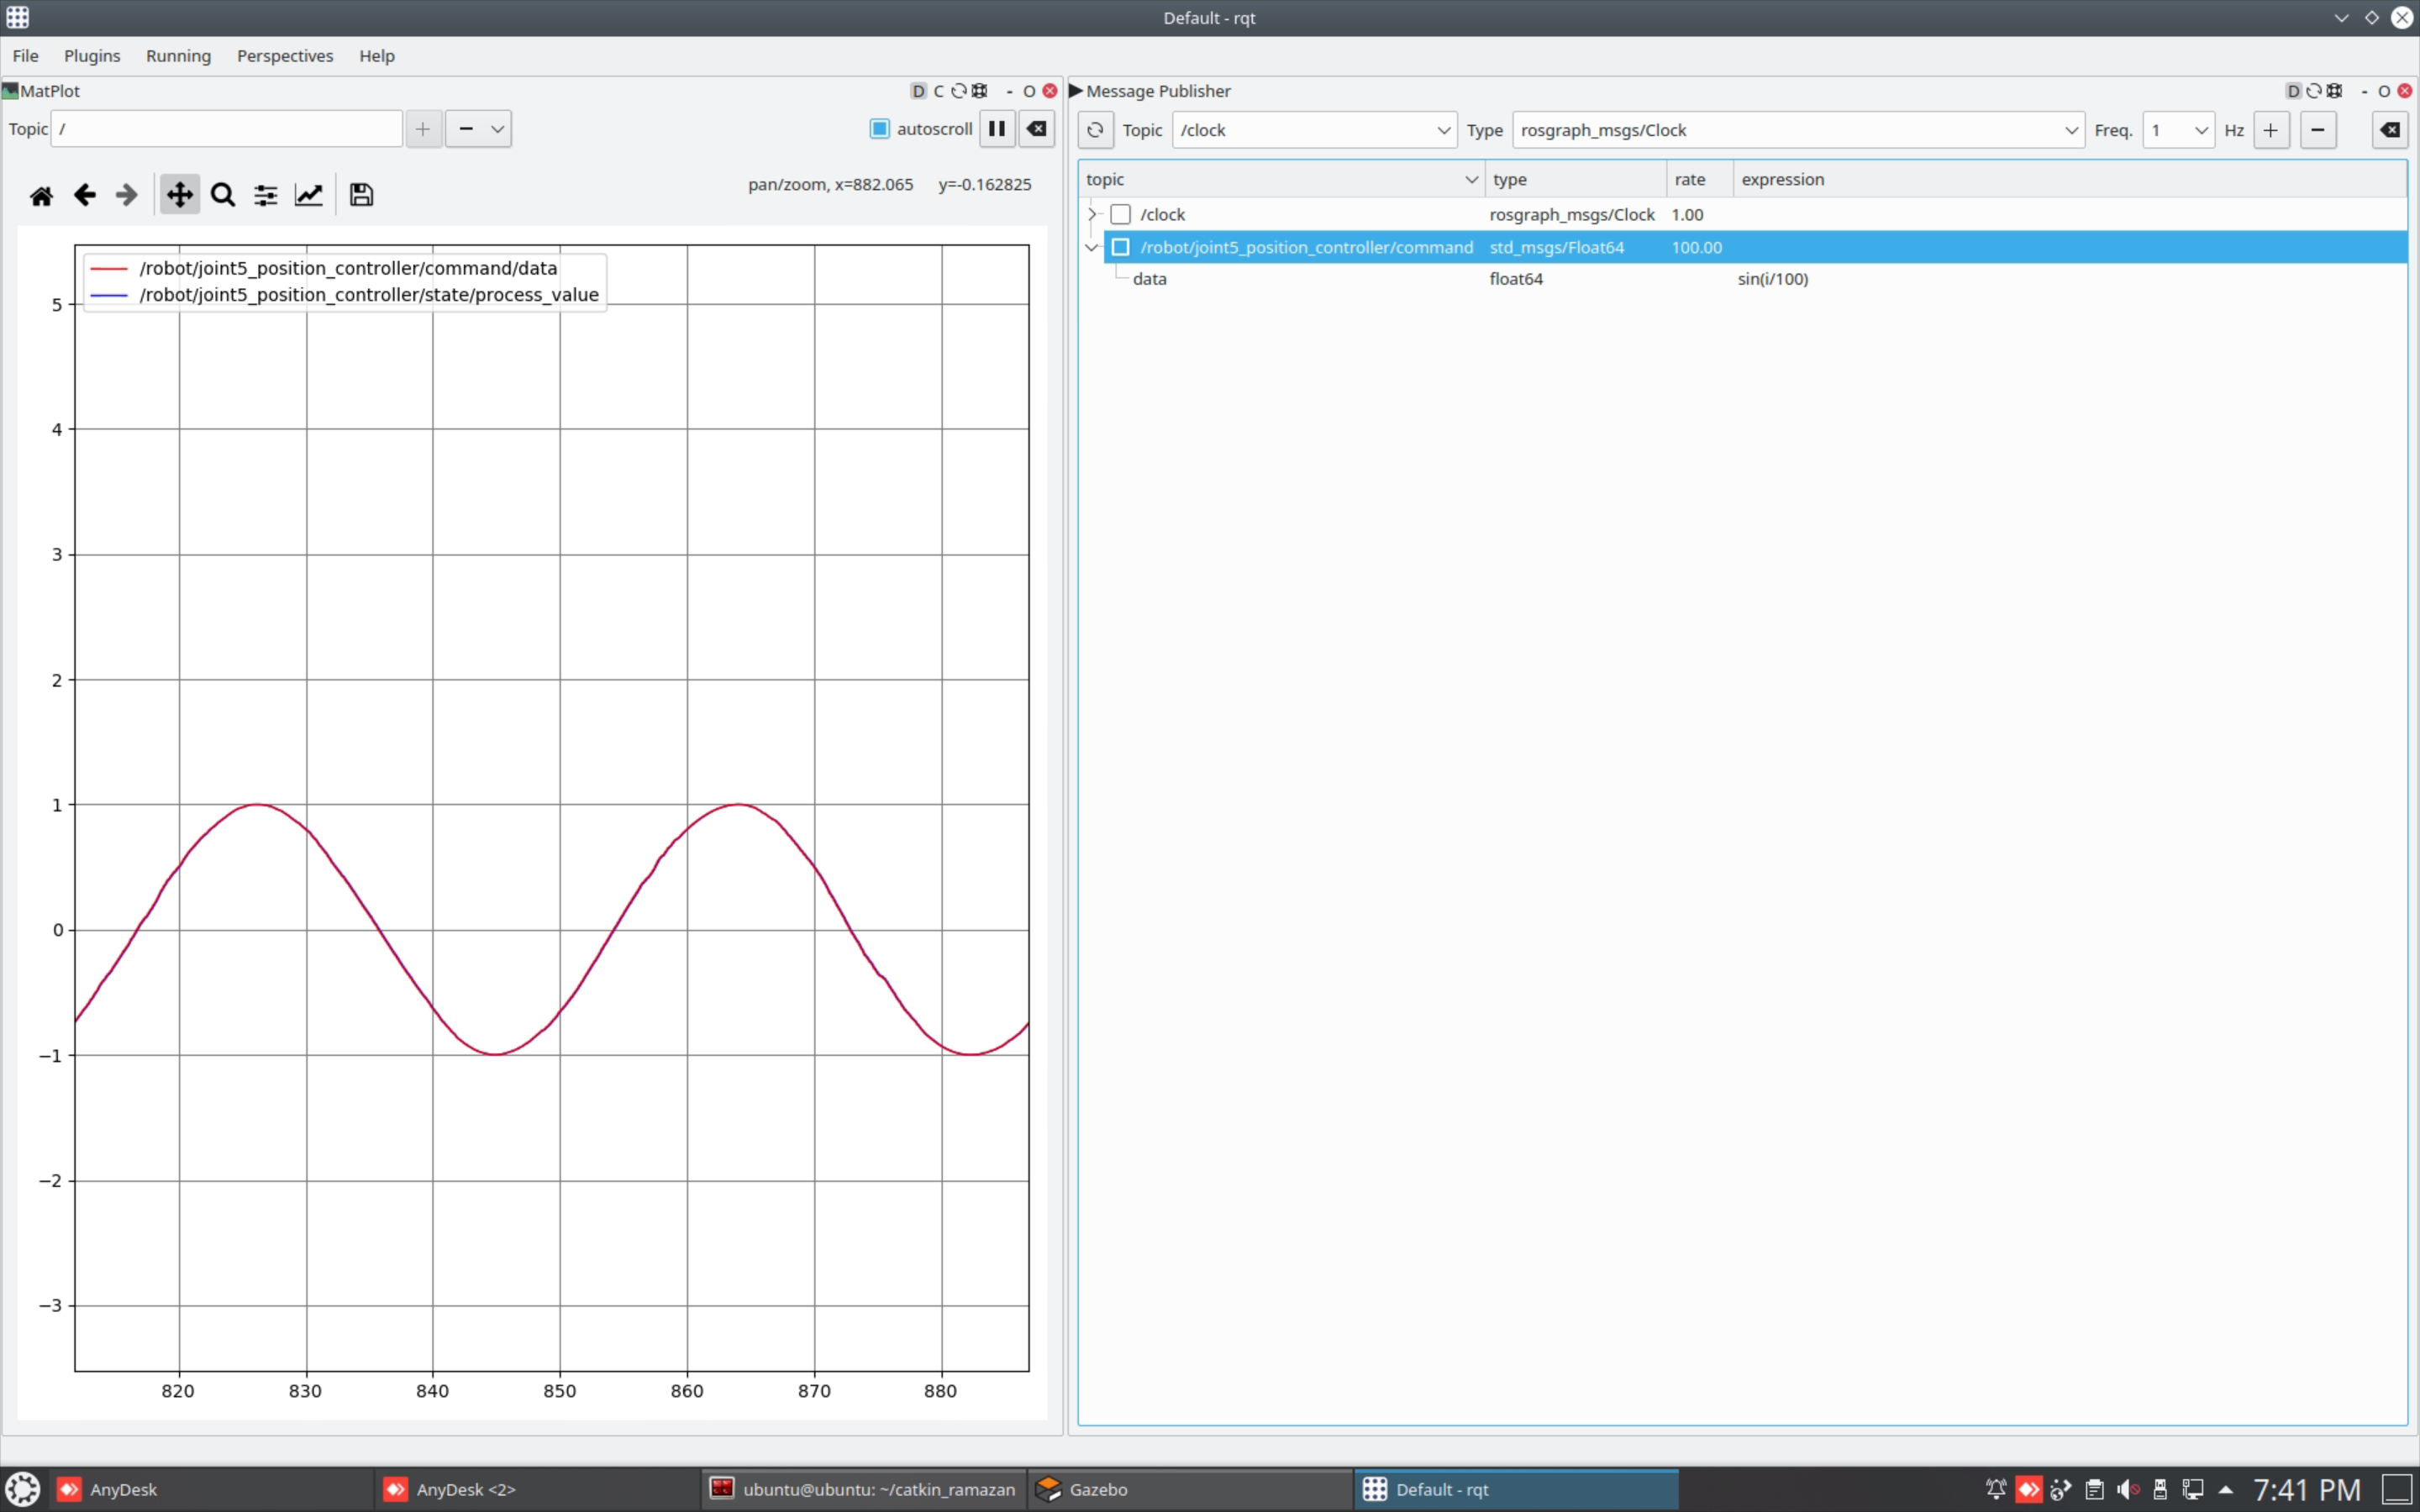 Default - rqt
File Plugins Running Perspectives Help
MatPlot D C - O
Topic / + − autoscroll
pan/zoom, x=882.065 y=-0.162825
/robot/joint5_position_controller/command/data
/robot/joint5_position_controller/state/process_value
5
4
3
2
1
0
−1
−2
−3
820 830 840 850 860 870 880
Message Publisher D - O
Topic /clock Type rosgraph_msgs/Clock Freq. 1 Hz + −
topic type rate expression
/clock rosgraph_msgs/Clock 1.00
/robot/joint5_position_controller/command std_msgs/Float64 100.00
data float64 sin(i/100)
AnyDesk AnyDesk <2> ubuntu@ubuntu: ~/catkin_ramazan Gazebo Default - rqt 7:41 PM